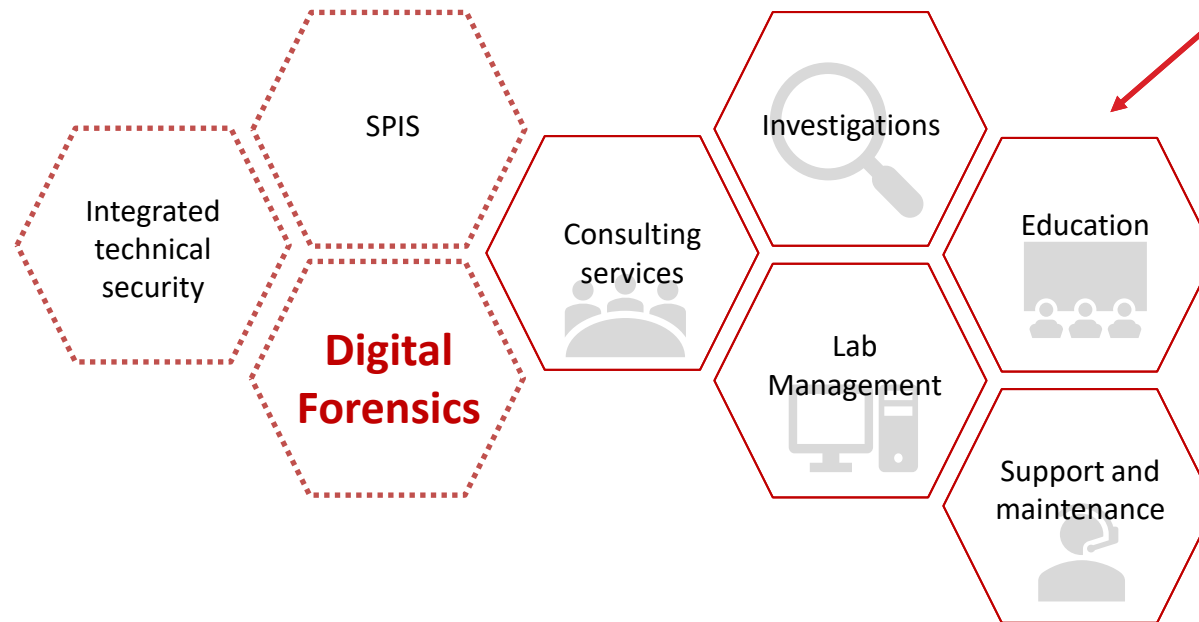 SPIS
Integrated
technical
security
Digital
Forensics
Consulting
services
Investigations
Lab
Management
Education
Support and
maintenance